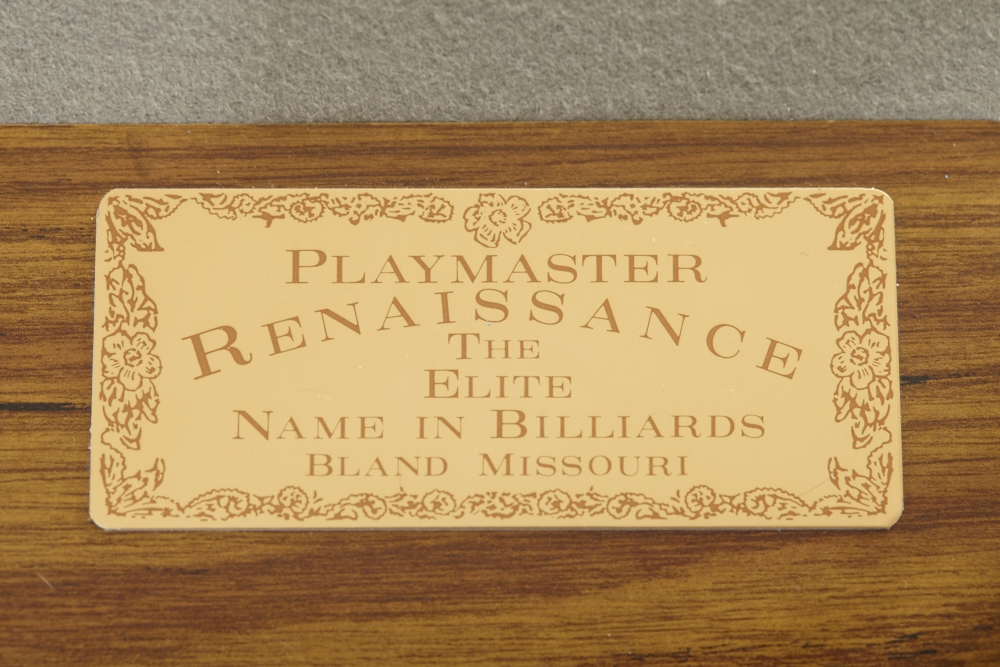 PLAYMASTER
RENAISSANCE
THE
ELITE
NAME IN BILLIARDS
BLAND MISSOURI